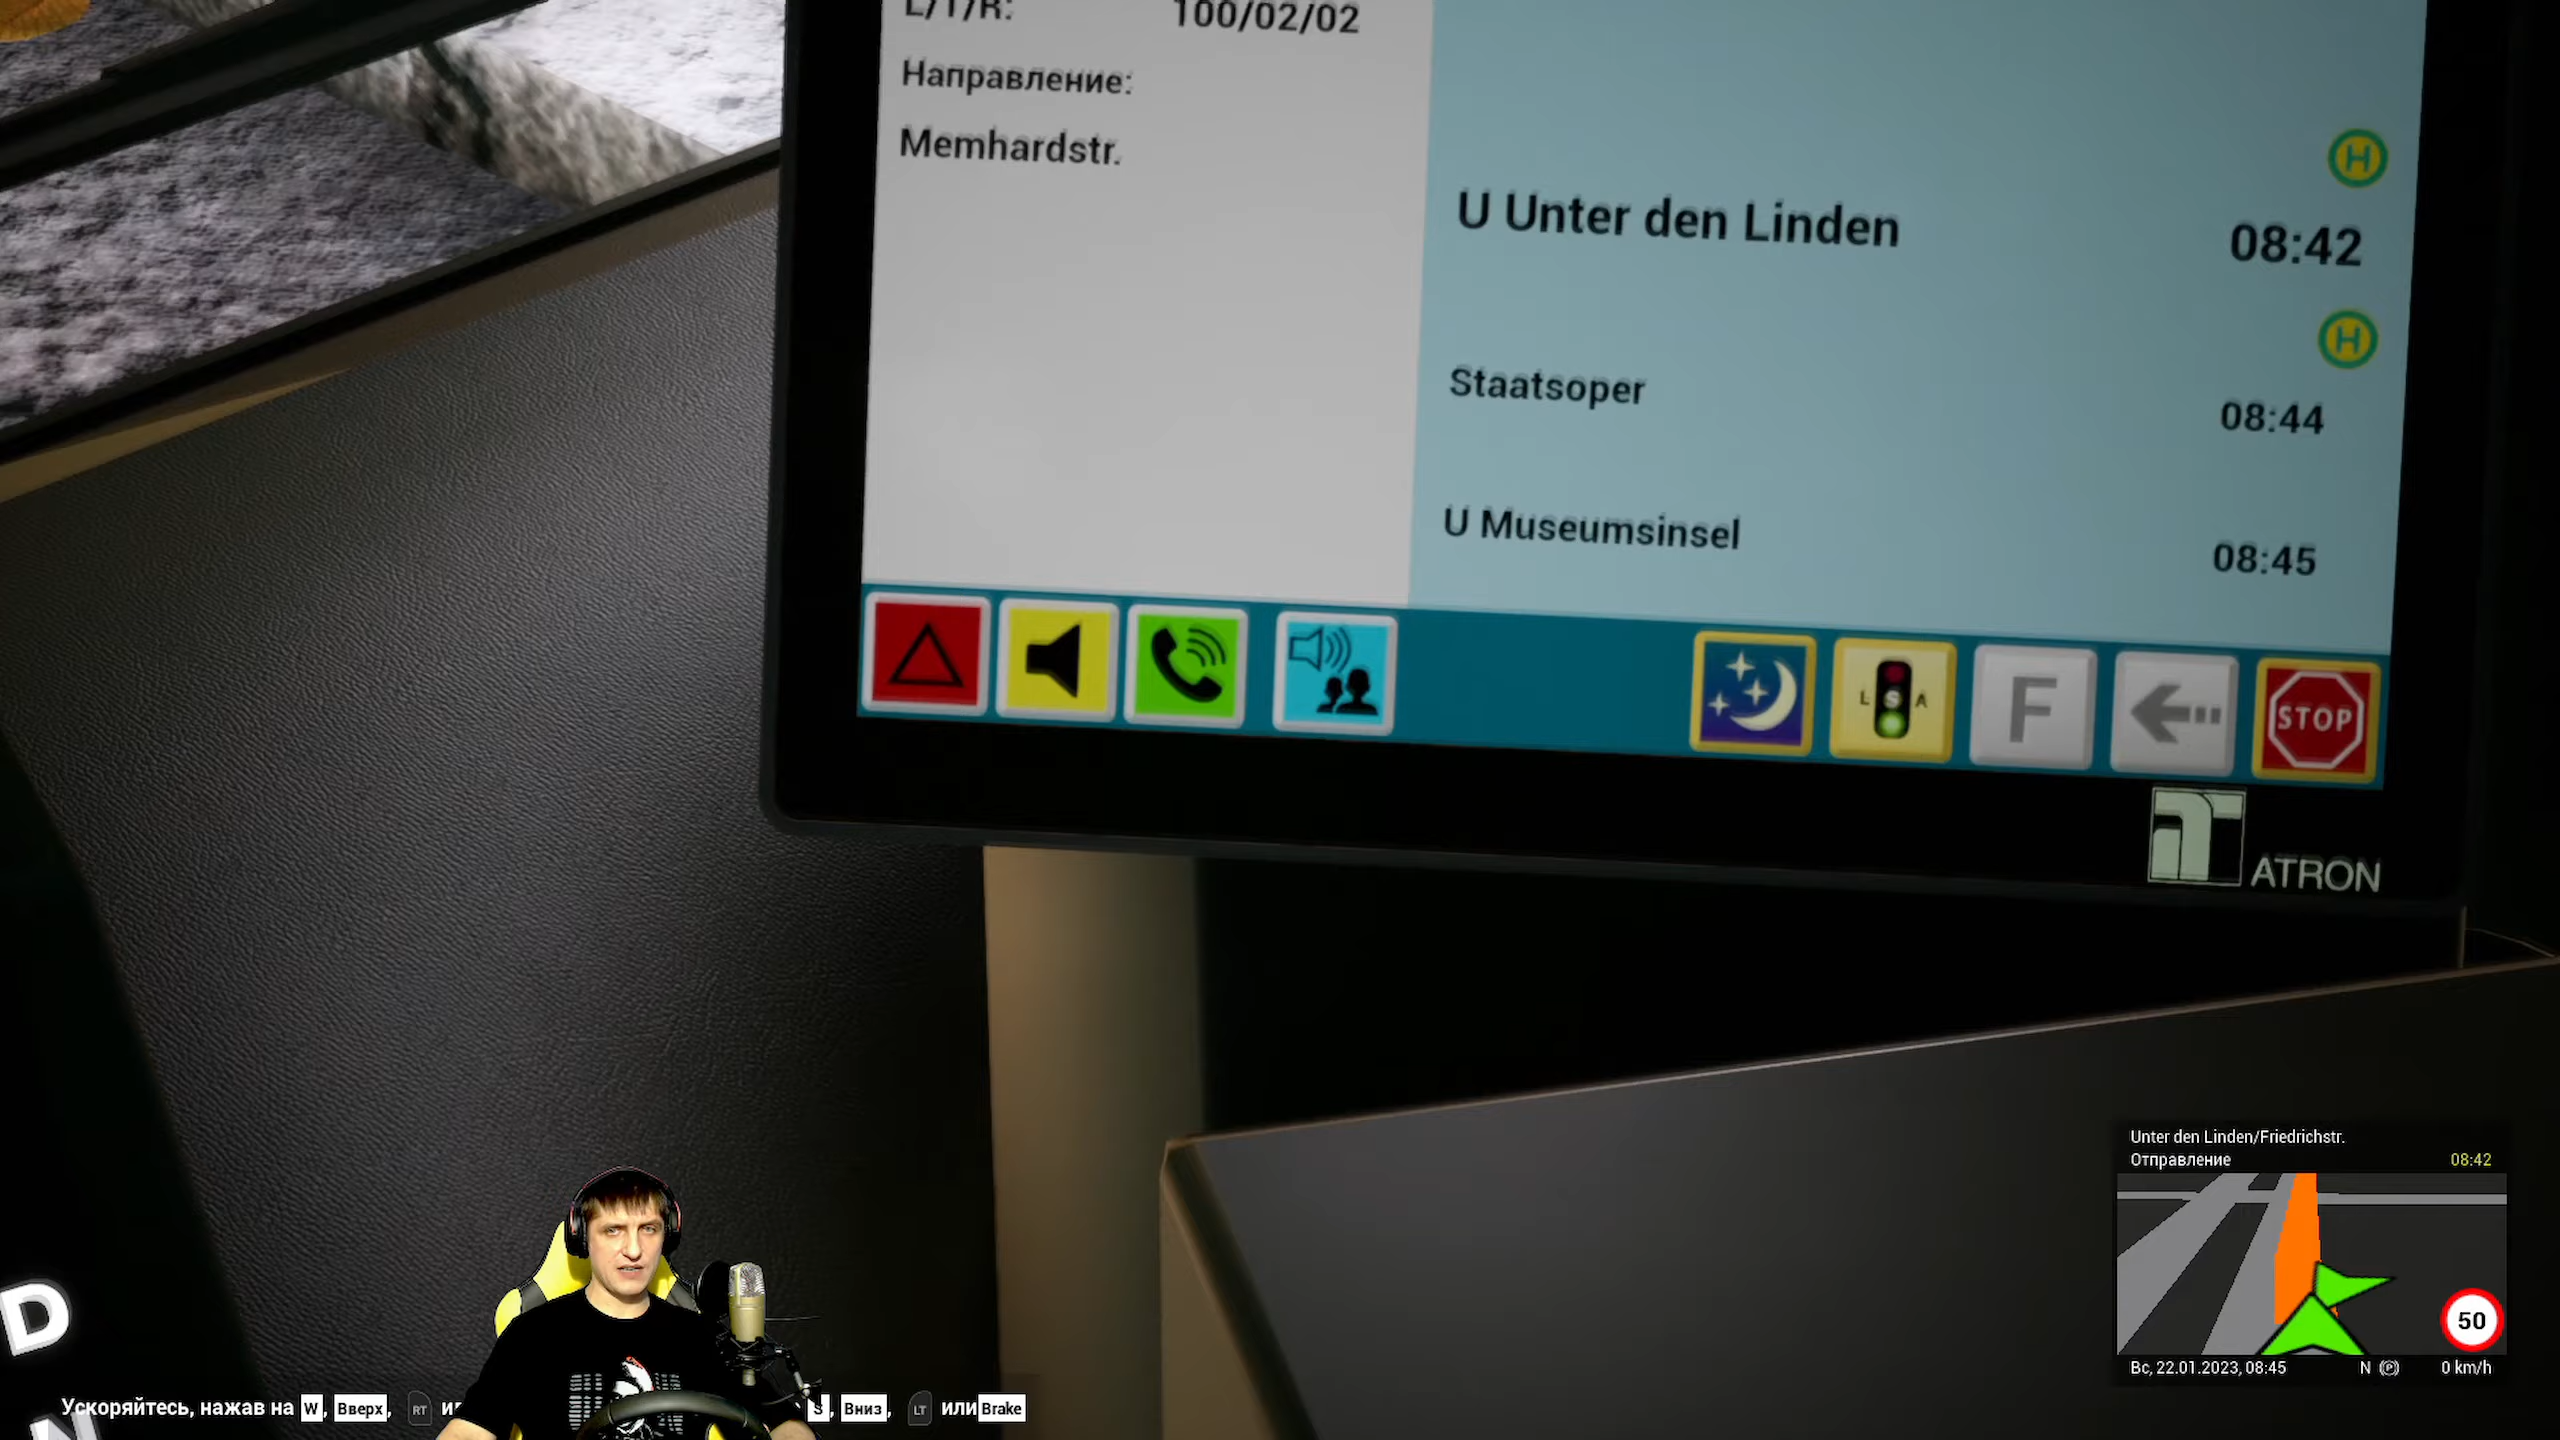 L/T/R: 100/02/02
Направление:
Memhardstr.
H
U Unter den Linden
08:42
H
Staatsoper
08:44
U Museumsinsel
08:45
L S A
F
STOP
ATRON
Unter den Linden/Friedrichstr.
Отправление 08:42
50
Вс, 22.01.2023, 08:45 N (P) 0 km/h
D
N
Ускоряйтесь, нажав на W, Вверх, RT
S, Вниз, LT или Brake